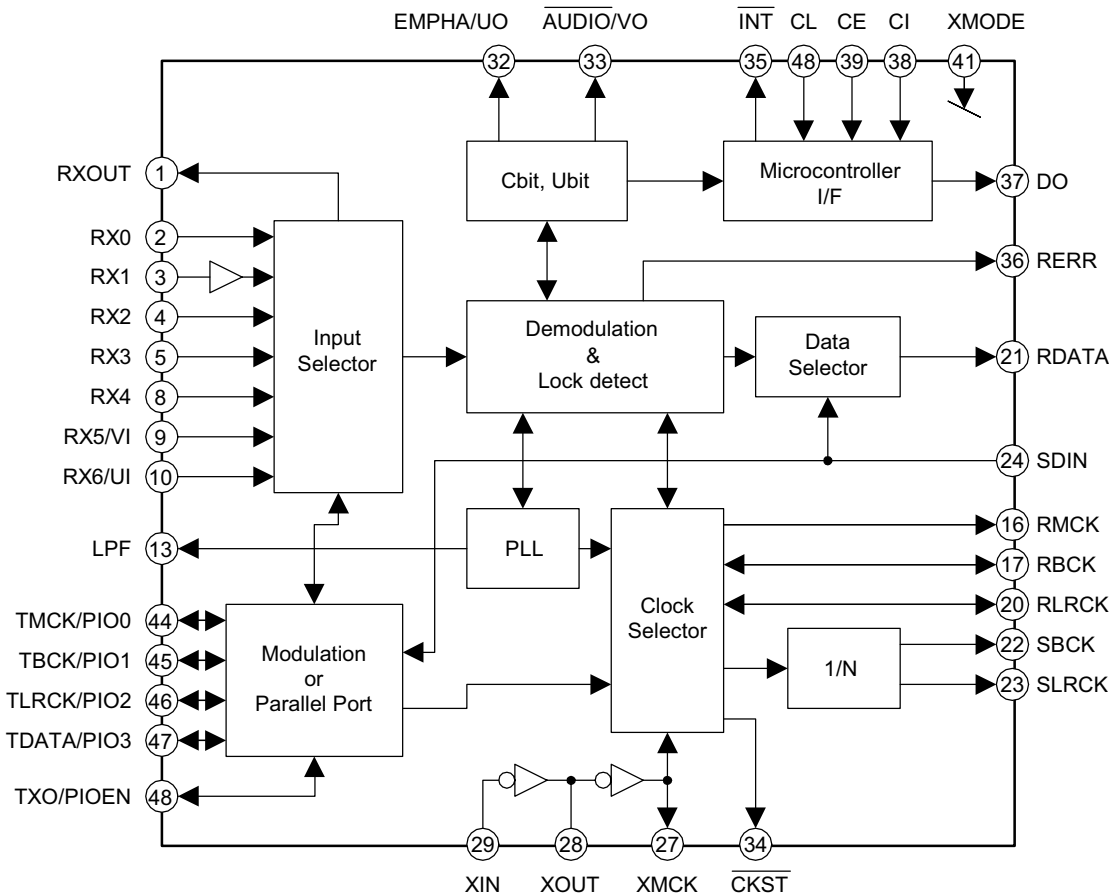 EMPHA/UO AUDIO/VO INT CL CE CI XMODE
32 33 35 48 39 38 41
RXOUT 1
Cbit, Ubit
Microcontroller
I/F
37 DO
RX0 2
RX1 3
RX2 4
RX3 5
RX4 8
RX5/VI 9
RX6/UI 10
Input
Selector
Demodulation
&
Lock detect
Data
Selector
36 RERR
21 RDATA
24 SDIN
LPF 13
PLL
Clock
Selector
16 RMCK
17 RBCK
20 RLRCK
22 SBCK
23 SLRCK
1/N
TMCK/PIO0 44
TBCK/PIO1 45
TLRCK/PIO2 46
TDATA/PIO3 47
TXO/PIOEN 48
Modulation
or
Parallel Port
29 28 27 34
XIN XOUT XMCK CKST